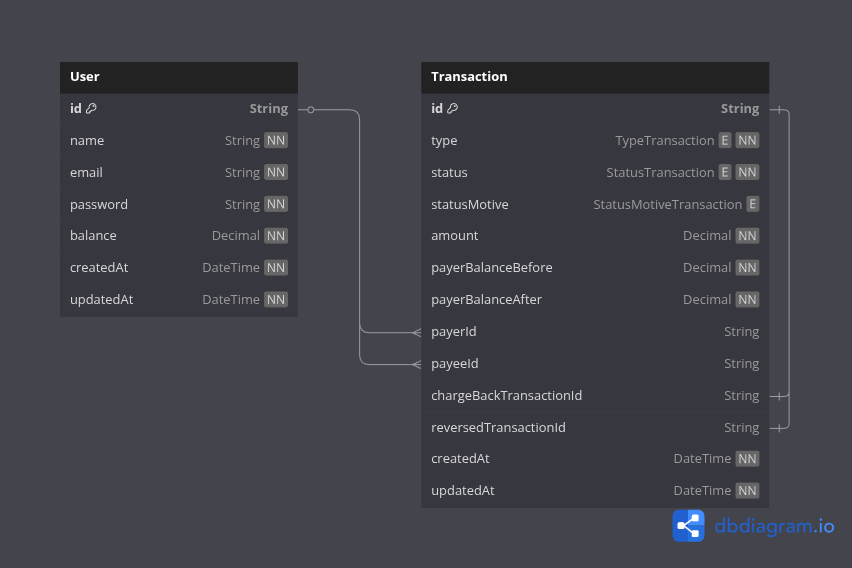 User
id String
name String NN
email String NN
password String NN
balance Decimal NN
createdAt DateTime NN
updatedAt DateTime NN
Transaction
id String
type TypeTransaction E NN
status StatusTransaction E NN
statusMotive StatusMotiveTransaction E
amount Decimal NN
payerBalanceBefore Decimal NN
payerBalanceAfter Decimal NN
payerId String
payeeId String
chargeBackTransactionId String
reversedTransactionId String
createdAt DateTime NN
updatedAt DateTime NN
dbdiagram.io